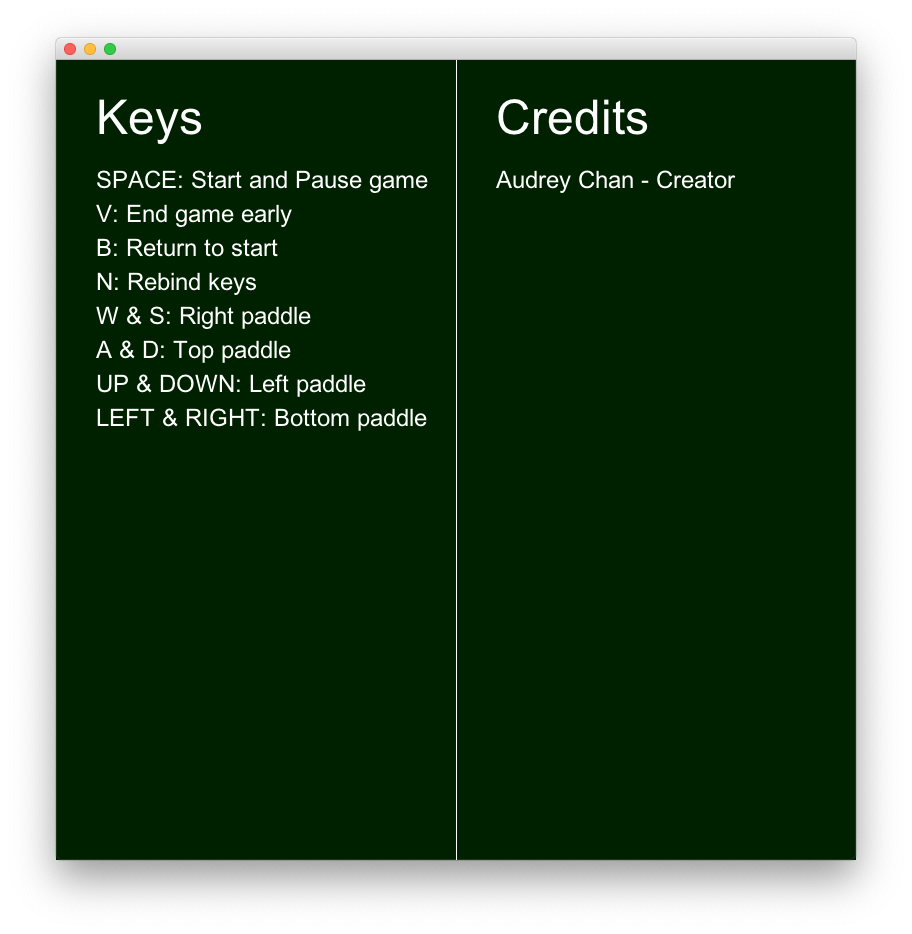 Keys
SPACE: Start and Pause game
V: End game early
B: Return to start
N: Rebind keys
W & S: Right paddle
A & D: Top paddle
UP & DOWN: Left paddle
LEFT & RIGHT: Bottom paddle
Credits
Audrey Chan - Creator